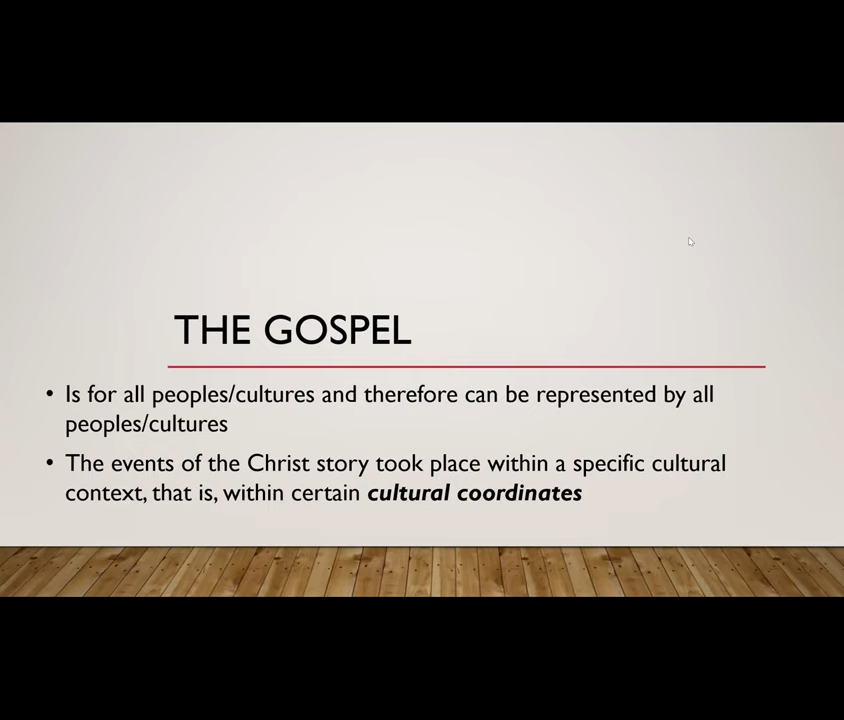 THE GOSPEL
• Is for all peoples/cultures and therefore can be represented by all
peoples/cultures
• The events of the Christ story took place within a specific cultural
context, that is, within certain cultural coordinates